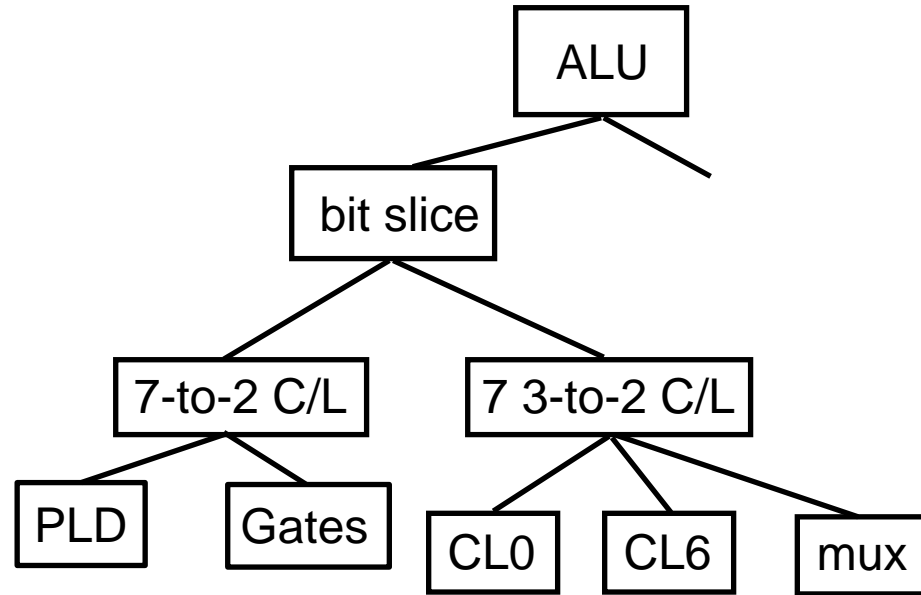 ALU
bit slice
7-to-2 C/L
7 3-to-2 C/L
PLD
Gates
CL0
CL6
mux